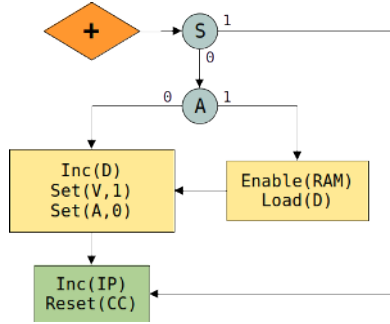 +
S
1
0
0
A
1
Inc(D)
Set(V,1)
Set(A,0)
Enable(RAM)
Load(D)
Inc(IP)
Reset(CC)